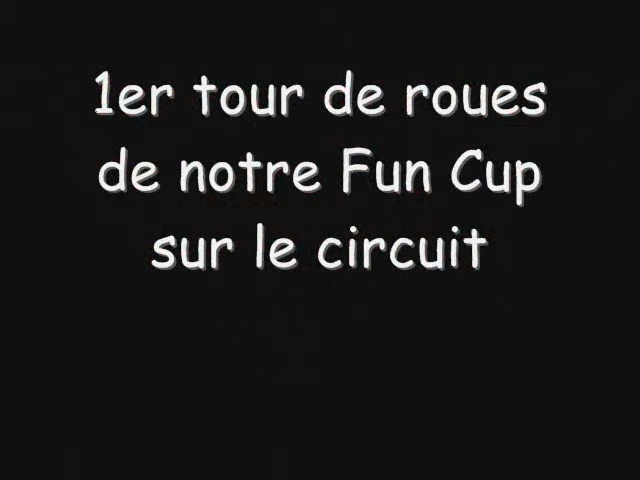 1er tour de roues
de notre Fun Cup
sur le circuit